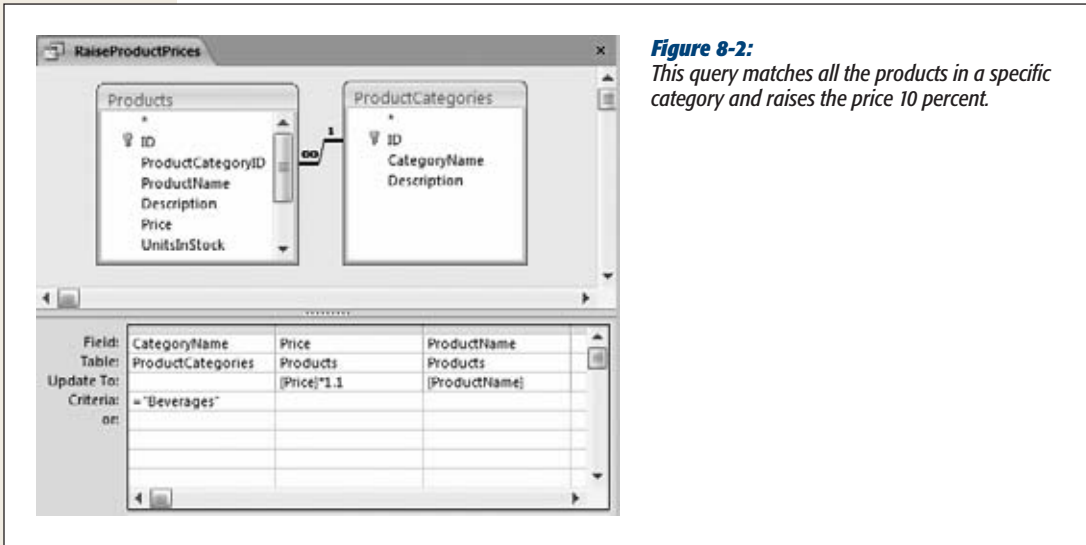 RaiseProductPrices
Products
*
ID
ProductCategoryID
ProductName
Description
Price
UnitsInStock
∞
1
ProductCategories
*
ID
CategoryName
Description
Field: CategoryName Price ProductName
Table: ProductCategories Products Products
Update To: [Price]*1.1 [ProductName]
Criteria: ="Beverages"
or:
Figure 8-2:
This query matches all the products in a specific
category and raises the price 10 percent.